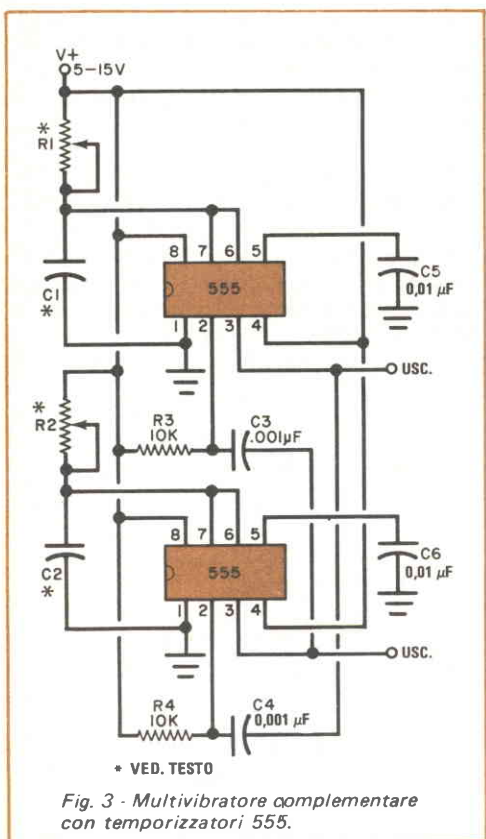 V+
5-15V
*
R1
8 7 6 5
555
1 2 3 4
C1
*
C5
0,01 µF
USC.
*
R2
R3
10K
C3
.001µF
8 7 6 5
555
1 2 3 4
C2
*
C6
0,01 µF
USC.
R4
10K
C4
0,001 µF
* VED. TESTO
Fig. 3 - Multivibratore complementare
con temporizzatori 555.